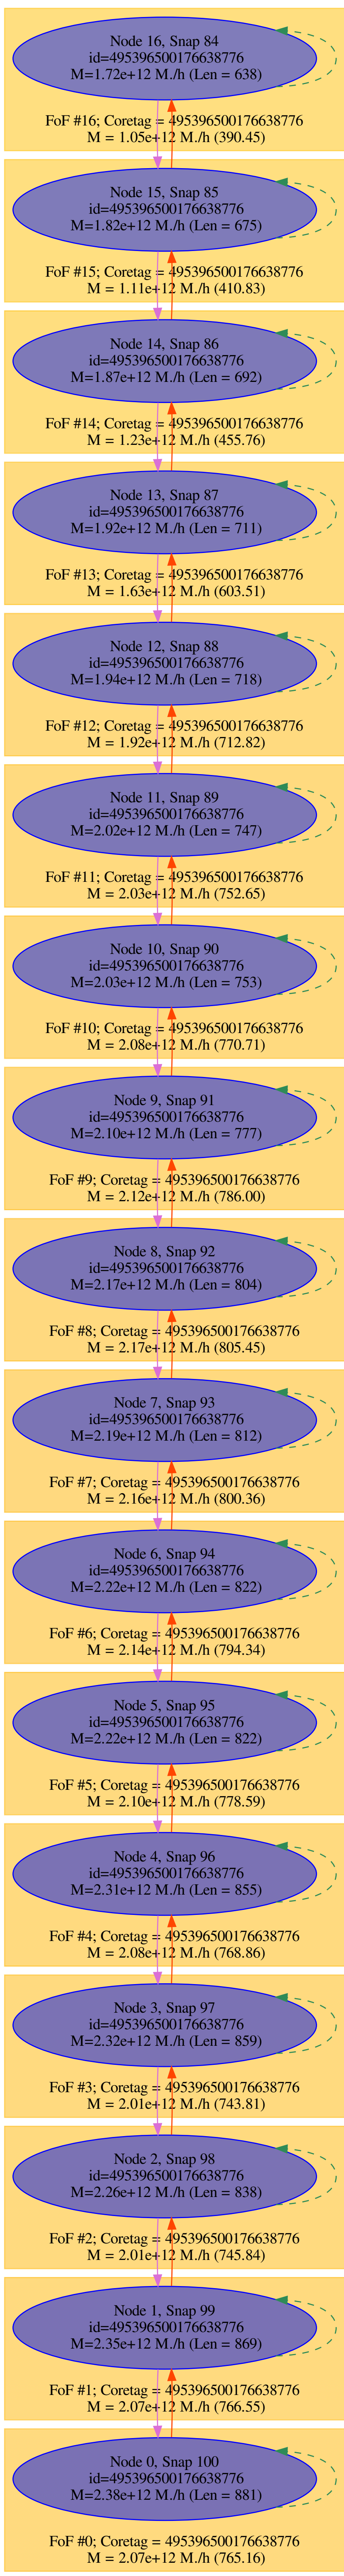 Node 16, Snap 84
id=495396500176638776
M=1.72e+12 M./h (Len = 638)
FoF #16; Coretag = 495396500176638776
M = 1.05e+12 M./h (390.45)
Node 15, Snap 85
id=495396500176638776
M=1.82e+12 M./h (Len = 675)
FoF #15; Coretag = 495396500176638776
M = 1.11e+12 M./h (410.83)
Node 14, Snap 86
id=495396500176638776
M=1.87e+12 M./h (Len = 692)
FoF #14; Coretag = 495396500176638776
M = 1.23e+12 M./h (455.76)
Node 13, Snap 87
id=495396500176638776
M=1.92e+12 M./h (Len = 711)
FoF #13; Coretag = 495396500176638776
M = 1.63e+12 M./h (603.51)
Node 12, Snap 88
id=495396500176638776
M=1.94e+12 M./h (Len = 718)
FoF #12; Coretag = 495396500176638776
M = 1.92e+12 M./h (712.82)
Node 11, Snap 89
id=495396500176638776
M=2.02e+12 M./h (Len = 747)
FoF #11; Coretag = 495396500176638776
M = 2.03e+12 M./h (752.65)
Node 10, Snap 90
id=495396500176638776
M=2.03e+12 M./h (Len = 753)
FoF #10; Coretag = 495396500176638776
M = 2.08e+12 M./h (770.71)
Node 9, Snap 91
id=495396500176638776
M=2.10e+12 M./h (Len = 777)
FoF #9; Coretag = 495396500176638776
M = 2.12e+12 M./h (786.00)
Node 8, Snap 92
id=495396500176638776
M=2.17e+12 M./h (Len = 804)
FoF #8; Coretag = 495396500176638776
M = 2.17e+12 M./h (805.45)
Node 7, Snap 93
id=495396500176638776
M=2.19e+12 M./h (Len = 812)
FoF #7; Coretag = 495396500176638776
M = 2.16e+12 M./h (800.36)
Node 6, Snap 94
id=495396500176638776
M=2.22e+12 M./h (Len = 822)
FoF #6; Coretag = 495396500176638776
M = 2.14e+12 M./h (794.34)
Node 5, Snap 95
id=495396500176638776
M=2.22e+12 M./h (Len = 822)
FoF #5; Coretag = 495396500176638776
M = 2.10e+12 M./h (778.59)
Node 4, Snap 96
id=495396500176638776
M=2.31e+12 M./h (Len = 855)
FoF #4; Coretag = 495396500176638776
M = 2.08e+12 M./h (768.86)
Node 3, Snap 97
id=495396500176638776
M=2.32e+12 M./h (Len = 859)
FoF #3; Coretag = 495396500176638776
M = 2.01e+12 M./h (743.81)
Node 2, Snap 98
id=495396500176638776
M=2.26e+12 M./h (Len = 838)
FoF #2; Coretag = 495396500176638776
M = 2.01e+12 M./h (745.84)
Node 1, Snap 99
id=495396500176638776
M=2.35e+12 M./h (Len = 869)
FoF #1; Coretag = 495396500176638776
M = 2.07e+12 M./h (766.55)
Node 0, Snap 100
id=495396500176638776
M=2.38e+12 M./h (Len = 881)
FoF #0; Coretag = 495396500176638776
M = 2.07e+12 M./h (765.16)